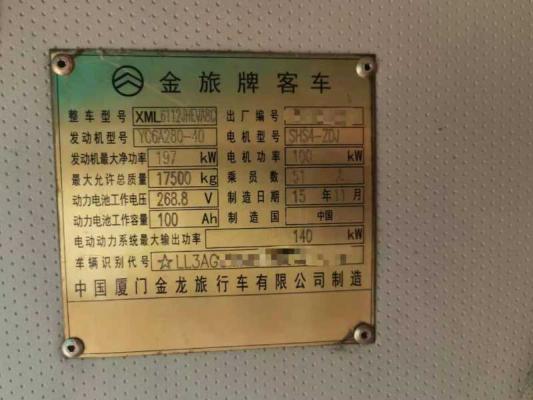 金旅牌客车
整车型号 XML6112JHEVA8C 出厂编号
发动机型号 YC6A280-40 电机型号 SHS4-ZDJ
发动机最大净功率 197 kW 电机功率 100 kW
最大允许总质量 17500 kg 乘员数 51 人
动力电池工作电压 268.8 V 制造日期 15年11月
动力电池工作容量 100 Ah 制造国 中国
电动动力系统最大输出功率 140 kW
车辆识别代号 ☆LL3AG
中国厦门金龙旅行车有限公司制造